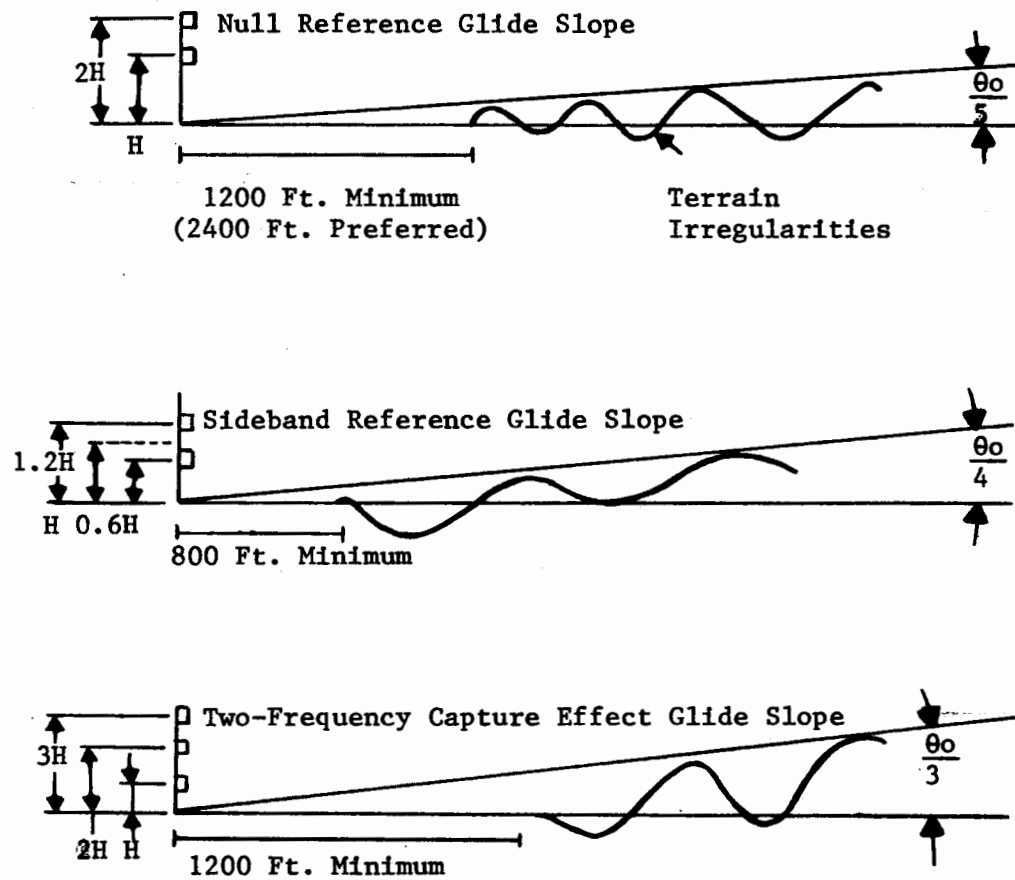 Null Reference Glide Slope
2H
H
θo
5
1200 Ft. Minimum
(2400 Ft. Preferred)
Terrain
Irregularities
Sideband Reference Glide Slope
1.2H
H 0.6H
θo
4
800 Ft. Minimum
Two-Frequency Capture Effect Glide Slope
3H
2H H
θo
3
1200 Ft. Minimum